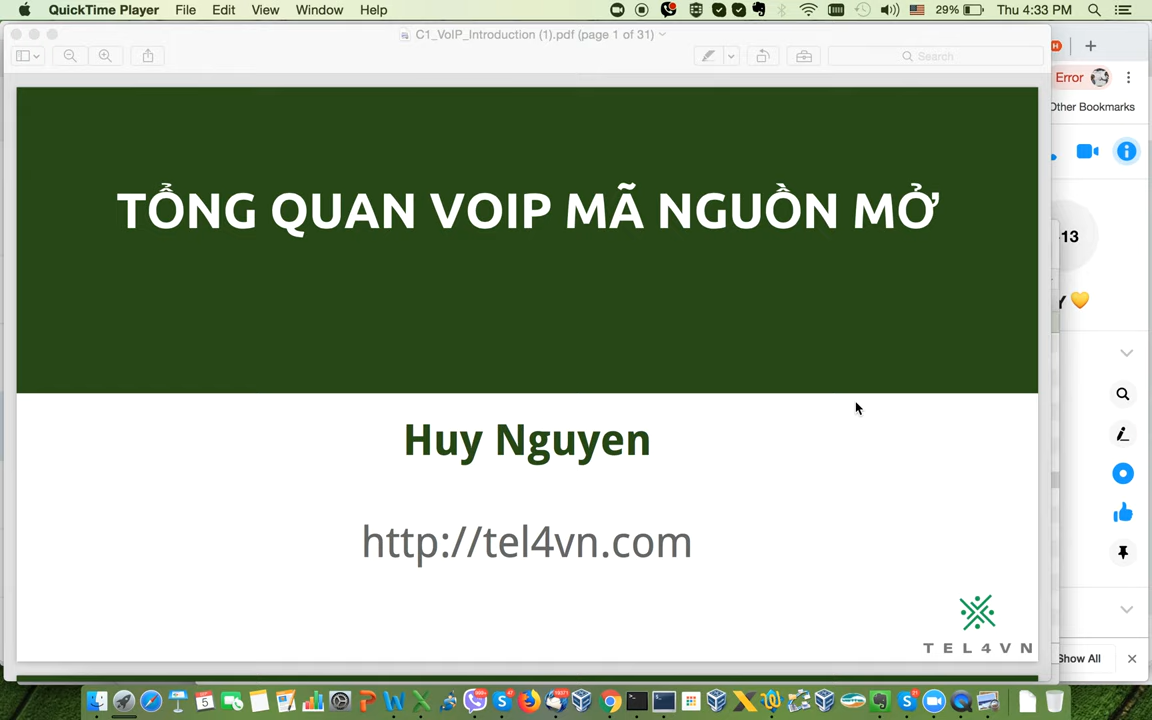 QuickTime Player File Edit View Window Help 29% Thu 4:33 PM
C1_VoIP_Introduction (1).pdf (page 1 of 31)
Search
Error
Other Bookmarks
TỔNG QUAN VOIP MÃ NGUỒN MỞ
-13
Y 💛
Huy Nguyen
http://tel4vn.com
TEL4VN
Show All
5